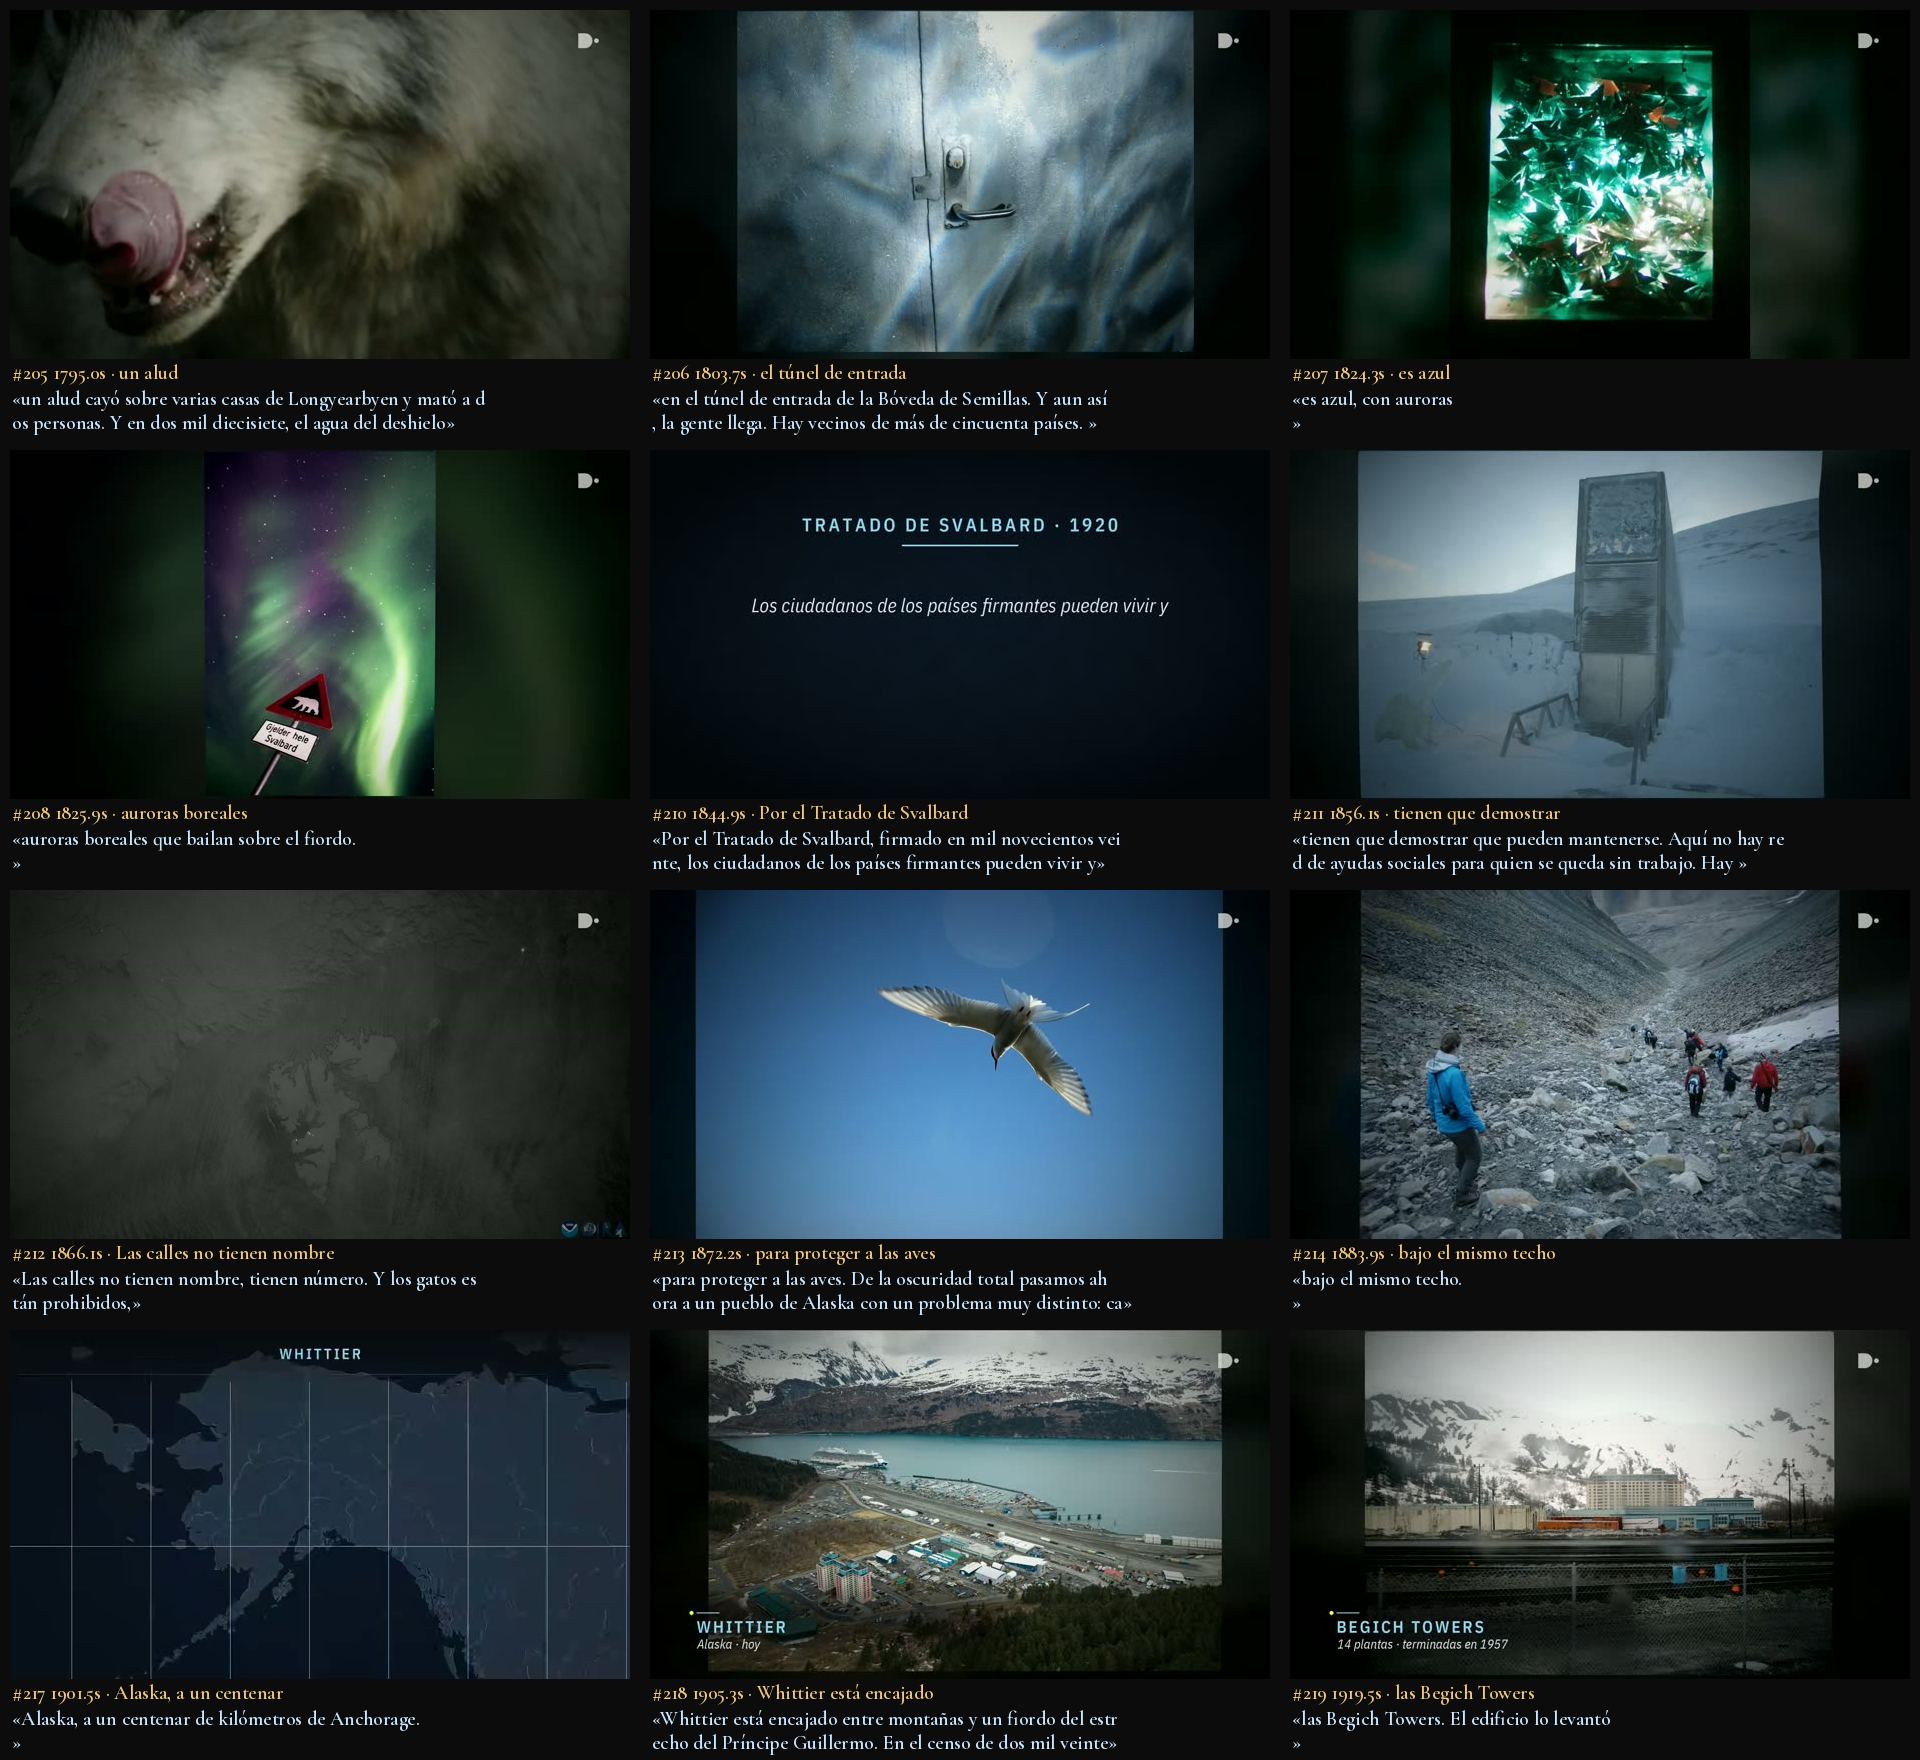 #205 1795.0s · un alud
«un alud cayó sobre varias casas de Longyearbyen y mató a d
os personas. Y en dos mil diecisiete, el agua del deshielo»
#206 1803.7s · el túnel de entrada
«en el túnel de entrada de la Bóveda de Semillas. Y aun así
, la gente llega. Hay vecinos de más de cincuenta países. »
#207 1824.3s · es azul
«es azul, con auroras
»
Gjelder hele
Svalbard
#208 1825.9s · auroras boreales
«auroras boreales que bailan sobre el fiordo.
»
TRATADO DE SVALBARD · 1920
Los ciudadanos de los países firmantes pueden vivir y
#210 1844.9s · Por el Tratado de Svalbard
«Por el Tratado de Svalbard, firmado en mil novecientos vei
nte, los ciudadanos de los países firmantes pueden vivir y»
#211 1856.1s · tienen que demostrar
«tienen que demostrar que pueden mantenerse. Aquí no hay re
d de ayudas sociales para quien se queda sin trabajo. Hay »
#212 1866.1s · Las calles no tienen nombre
«Las calles no tienen nombre, tienen número. Y los gatos es
tán prohibidos,»
#213 1872.2s · para proteger a las aves
«para proteger a las aves. De la oscuridad total pasamos ah
ora a un pueblo de Alaska con un problema muy distinto: ca»
#214 1883.9s · bajo el mismo techo
«bajo el mismo techo.
»
WHITTIER
#217 1901.5s · Alaska, a un centenar
«Alaska, a un centenar de kilómetros de Anchorage.
»
WHITTIER
Alaska · hoy
#218 1905.3s · Whittier está encajado
«Whittier está encajado entre montañas y un fiordo del estr
echo del Príncipe Guillermo. En el censo de dos mil veinte»
BEGICH TOWERS
14 plantas · terminadas en 1957
#219 1919.5s · las Begich Towers
«las Begich Towers. El edificio lo levantó
»